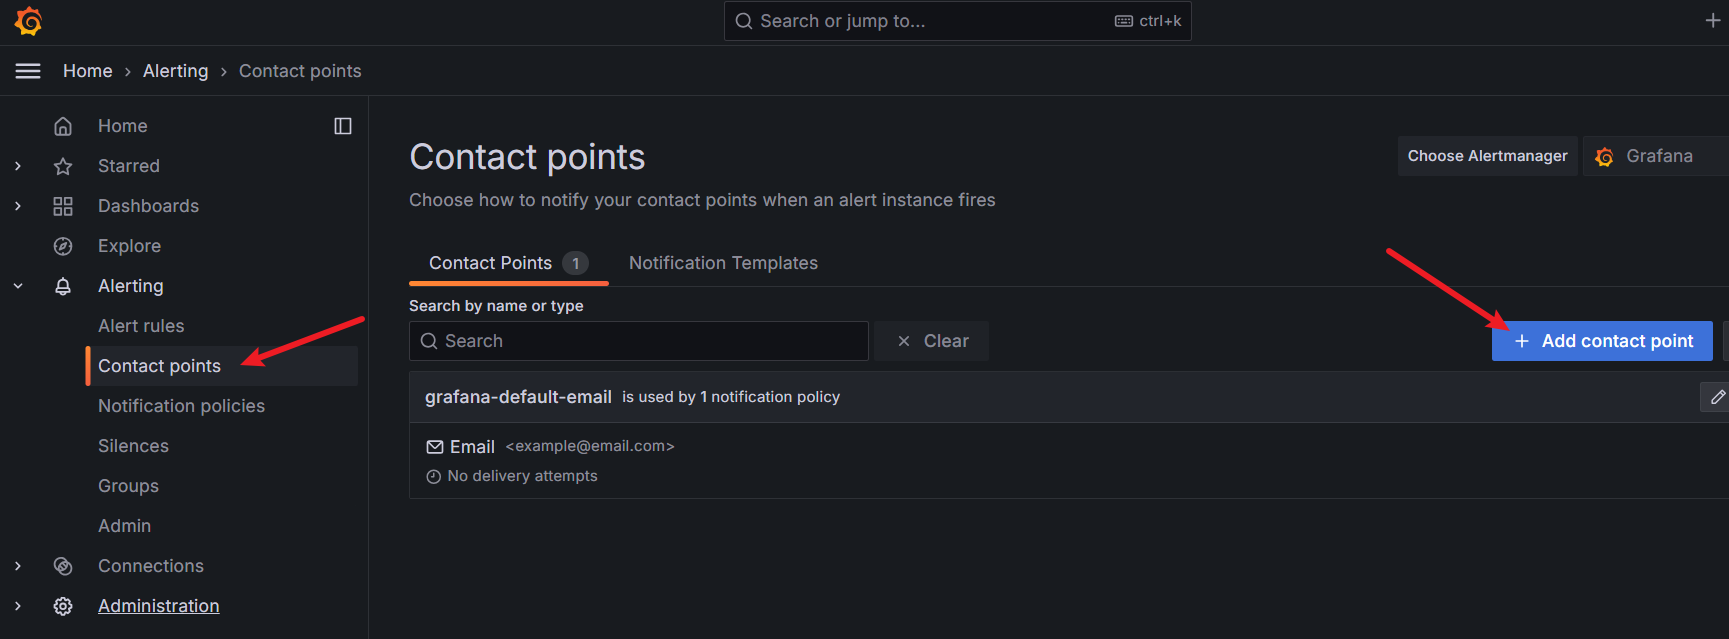 Search or jump to...
ctrl+k
Home › Alerting › Contact points
Home
Starred
Dashboards
Explore
Alerting
Alert rules
Contact points
Notification policies
Silences
Groups
Admin
Connections
Administration
Contact points
Choose Alertmanager
Grafana
Choose how to notify your contact points when an alert instance fires
Contact Points 1
Notification Templates
Search by name or type
Search
Clear
Add contact point
grafana-default-email is used by 1 notification policy
Email <example@email.com>
No delivery attempts